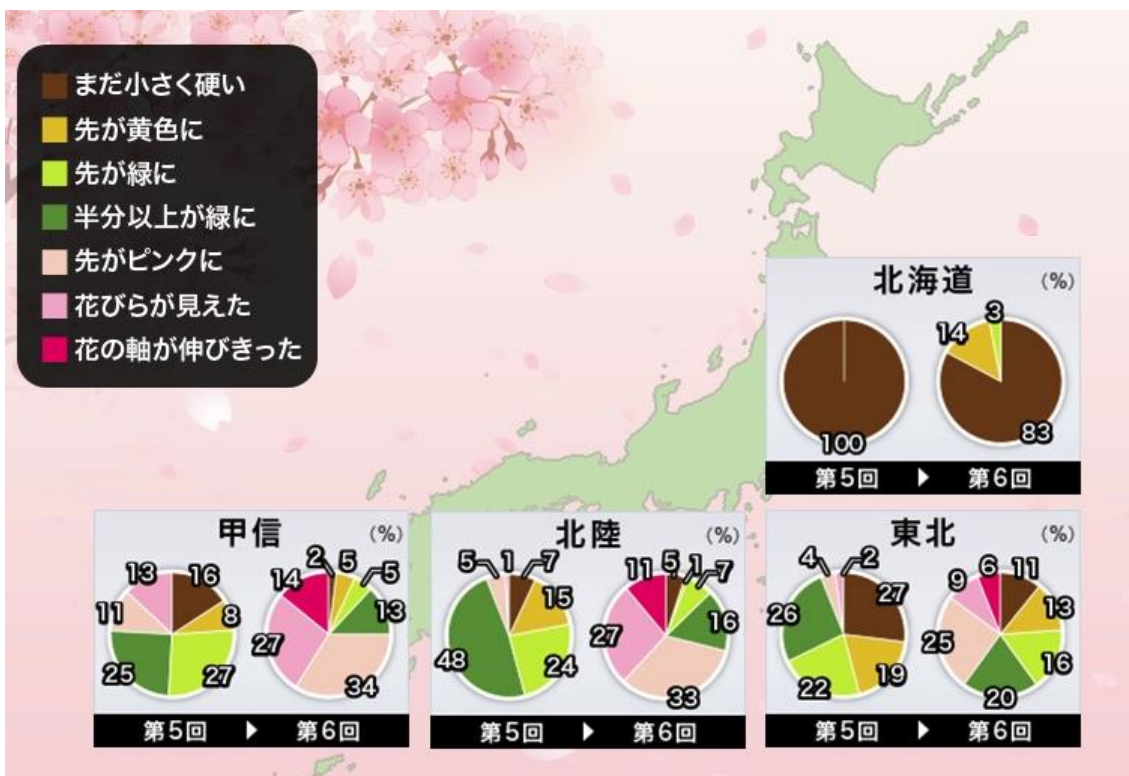 まだ小さく硬い
先が黄色に
先が緑に
半分以上が緑に
先がピンクに
花びらが見えた
花の軸が伸びきった
北海道 (%)
100
14 3 83
第5回 ▶ 第6回
甲信 (%)
13 16 11 8 25 27
14 2 5 5 13 27 34
第5回 ▶ 第6回
北陸 (%)
5 1 7 15 48 24
11 5 1 7 16 27 33
第5回 ▶ 第6回
東北 (%)
4 2 27 26 22 19
9 6 11 13 25 16 20
第5回 ▶ 第6回